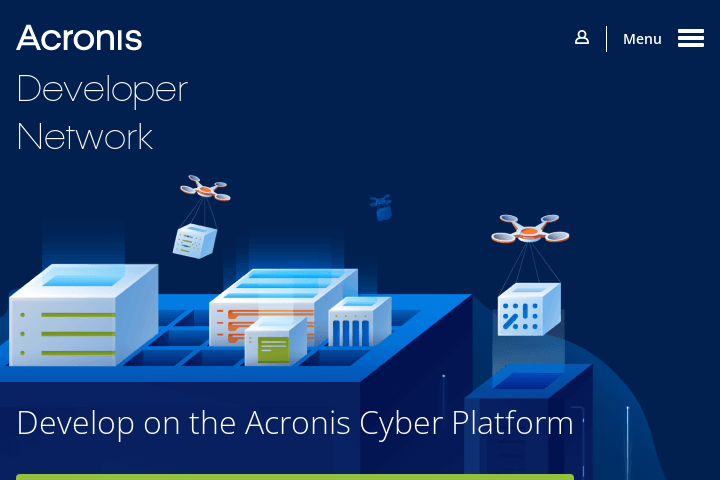 Acronis
Menu
Developer
Network
Develop on the Acronis Cyber Platform